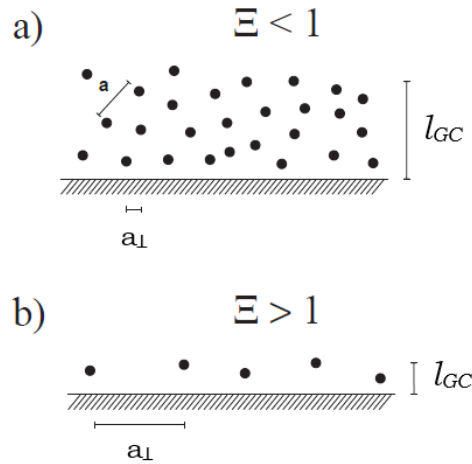 a) Ξ < 1
a
l_GC
a⊥
b) Ξ > 1
l_GC
a⊥